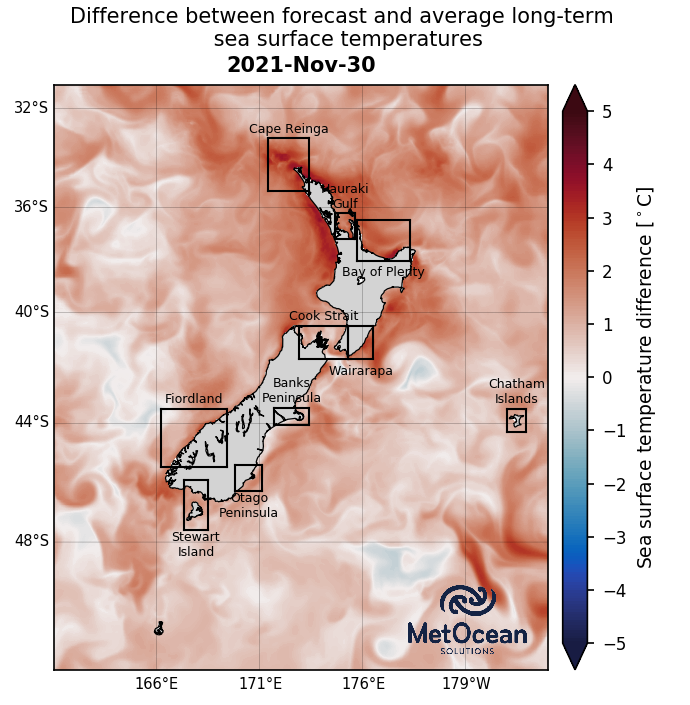 Difference between forecast and average long-term
sea surface temperatures
2021-Nov-30
32°S
36°S
40°S
44°S
48°S
166°E
171°E
176°E
179°W
Cape Reinga
Hauraki
Gulf
Bay of Plenty
Cook Strait
Wairarapa
Banks
Peninsula
Fiordland
Chatham
Islands
Otago
Peninsula
Stewart
Island
MetOcean
SOLUTIONS
5
4
3
2
1
0
−1
−2
−3
−4
−5
Sea surface temperature difference [°C]